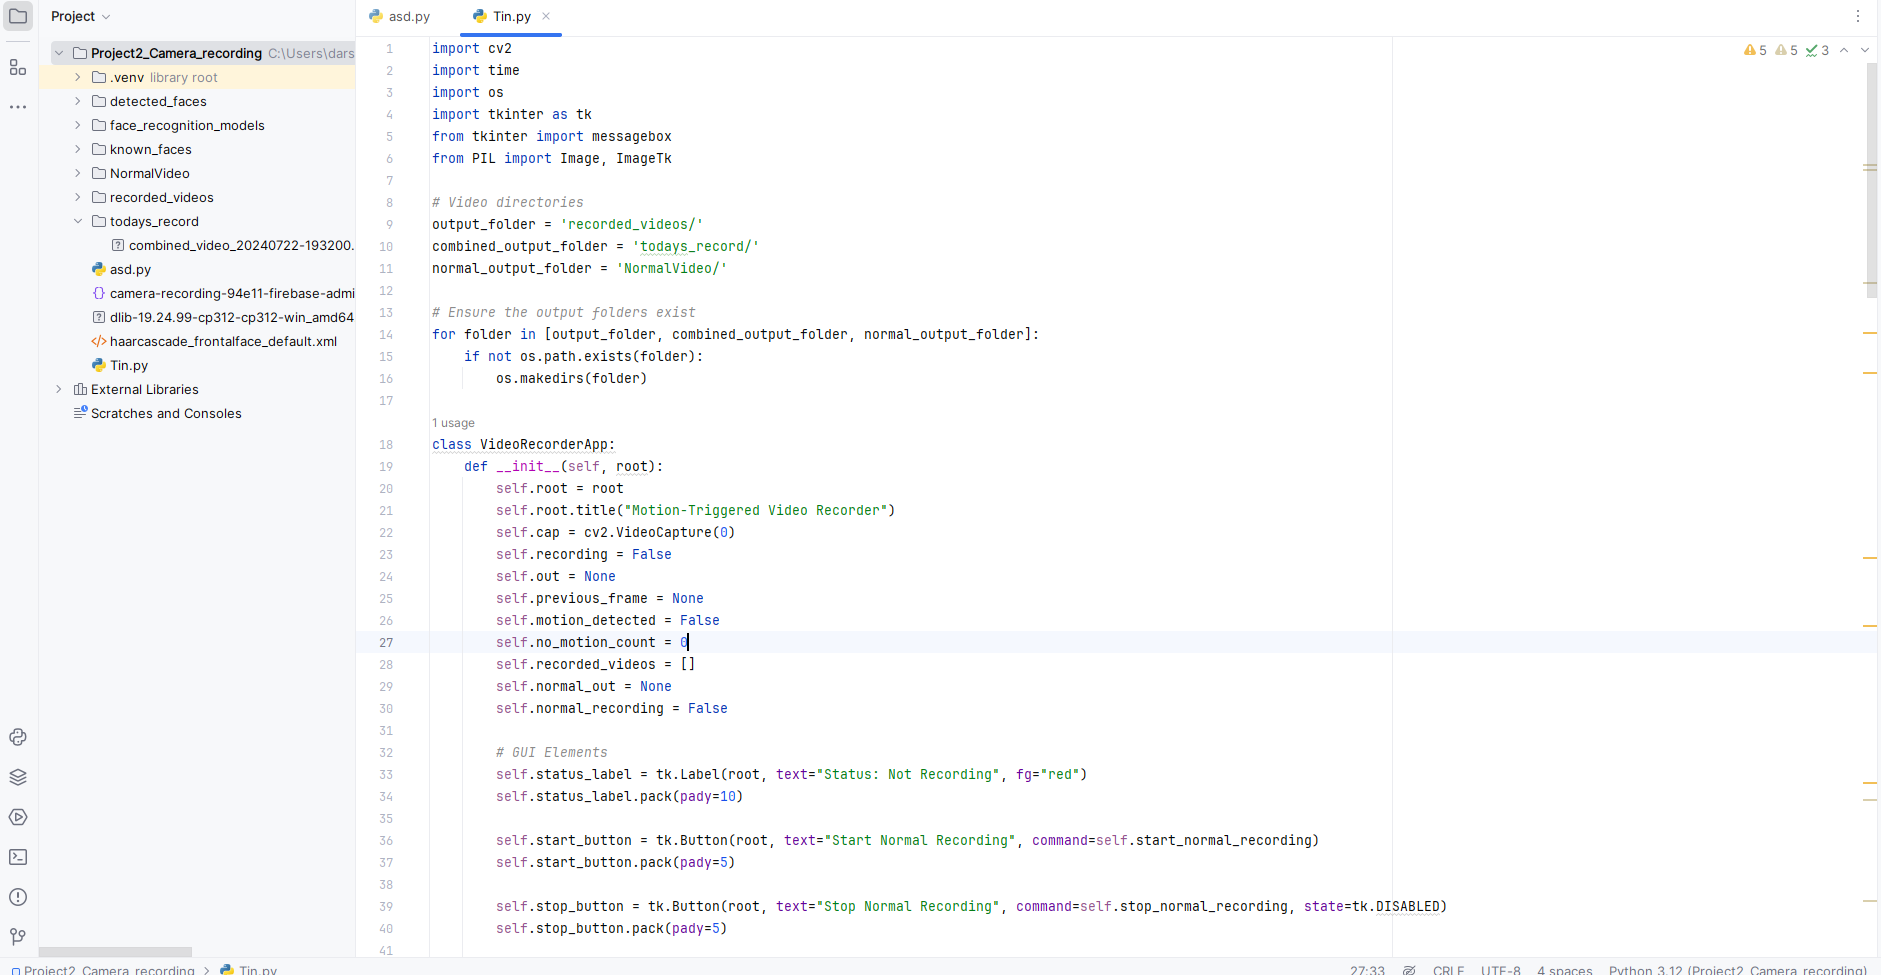 Project
asd.py
Tin.py
Project2_Camera_recording C:\Users\dars
.venv library root
detected_faces
face_recognition_models
known_faces
NormalVideo
recorded_videos
todays_record
combined_video_20240722-193200.
asd.py
camera-recording-94e11-firebase-admi
dlib-19.24.99-cp312-cp312-win_amd64
haarcascade_frontalface_default.xml
Tin.py
External Libraries
Scratches and Consoles
5 5 3
1 import cv2
2 import time
3 import os
4 import tkinter as tk
5 from tkinter import messagebox
6 from PIL import Image, ImageTk
7
8 # Video directories
9 output_folder = 'recorded_videos/'
10 combined_output_folder = 'todays_record/'
11 normal_output_folder = 'NormalVideo/'
12
13 # Ensure the output folders exist
14 for folder in [output_folder, combined_output_folder, normal_output_folder]:
15     if not os.path.exists(folder):
16         os.makedirs(folder)
17
1 usage
18 class VideoRecorderApp:
19     def __init__(self, root):
20         self.root = root
21         self.root.title("Motion-Triggered Video Recorder")
22         self.cap = cv2.VideoCapture(0)
23         self.recording = False
24         self.out = None
25         self.previous_frame = None
26         self.motion_detected = False
27         self.no_motion_count = 0
28         self.recorded_videos = []
29         self.normal_out = None
30         self.normal_recording = False
31
32         # GUI Elements
33         self.status_label = tk.Label(root, text="Status: Not Recording", fg="red")
34         self.status_label.pack(pady=10)
35
36         self.start_button = tk.Button(root, text="Start Normal Recording", command=self.start_normal_recording)
37         self.start_button.pack(pady=5)
38
39         self.stop_button = tk.Button(root, text="Stop Normal Recording", command=self.stop_normal_recording, state=tk.DISABLED)
40         self.stop_button.pack(pady=5)
41
Project2_Camera_recording > Tin.py
27:33 CRLF UTF-8 4 spaces Python 3.12 (Project2_Camera_recording)